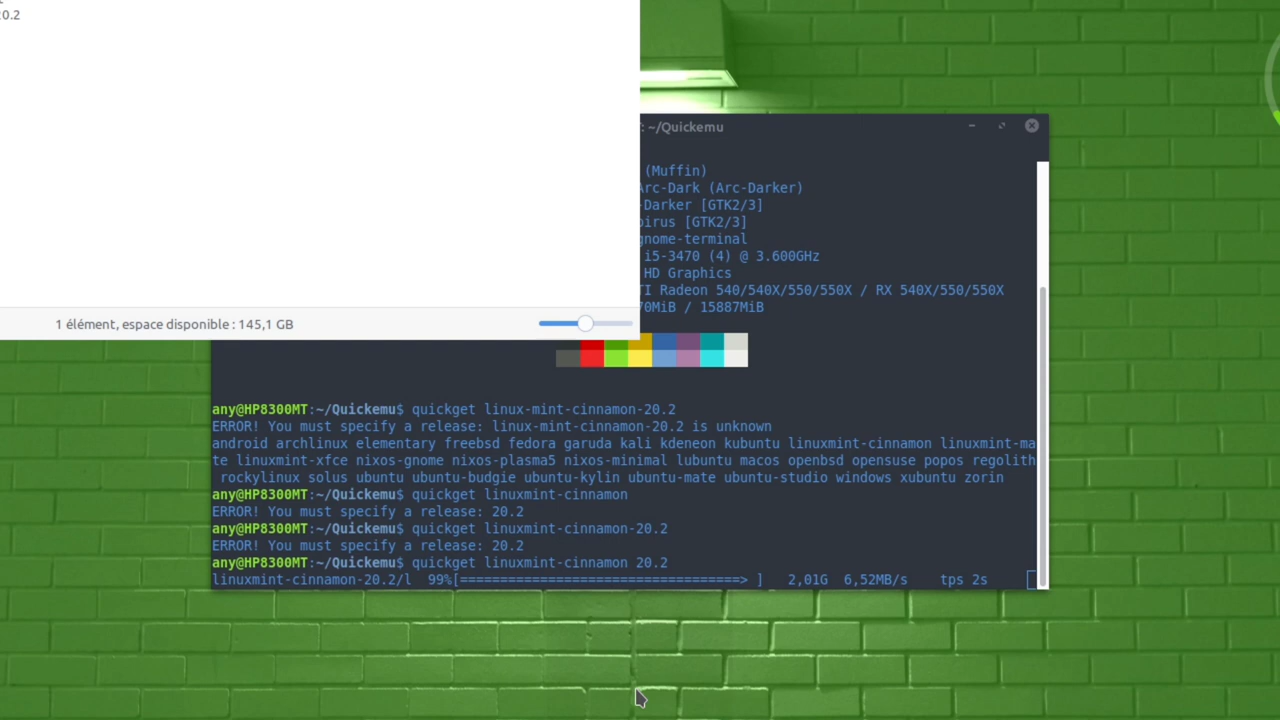 20.2
: ~/Quickemu
(Muffin)
Arc-Dark (Arc-Darker)
-Darker [GTK2/3]
pirus [GTK2/3]
gnome-terminal
i5-3470 (4) @ 3.600GHz
HD Graphics
TI Radeon 540/540X/550/550X / RX 540X/550/550X
70MiB / 15887MiB
1 élément, espace disponible : 145,1 GB
any@HP8300MT:~/Quickemu$ quickget linux-mint-cinnamon-20.2
ERROR! You must specify a release: linux-mint-cinnamon-20.2 is unknown
android archlinux elementary freebsd fedora garuda kali kdeneon kubuntu linuxmint-cinnamon linuxmint-ma
te linuxmint-xfce nixos-gnome nixos-plasma5 nixos-minimal lubuntu macos openbsd opensuse popos regolith
rockylinux solus ubuntu ubuntu-budgie ubuntu-kylin ubuntu-mate ubuntu-studio windows xubuntu zorin
any@HP8300MT:~/Quickemu$ quickget linuxmint-cinnamon
ERROR! You must specify a release: 20.2
any@HP8300MT:~/Quickemu$ quickget linuxmint-cinnamon-20.2
ERROR! You must specify a release: 20.2
any@HP8300MT:~/Quickemu$ quickget linuxmint-cinnamon 20.2
linuxmint-cinnamon-20.2/l 99%[===================================> ] 2,01G 6,52MB/s tps 2s